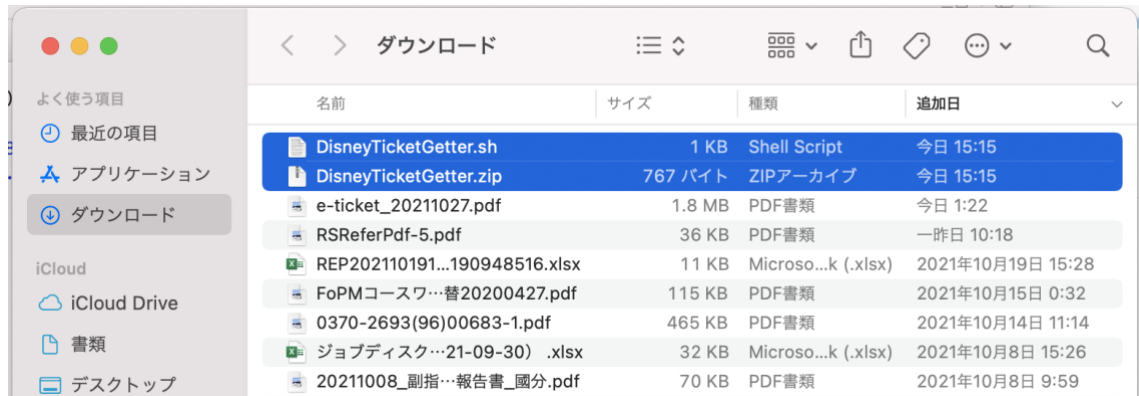 ダウンロード
よく使う項目
最近の項目
アプリケーション
ダウンロード
iCloud
iCloud Drive
書類
デスクトップ
名前 サイズ 種類 追加日
DisneyTicketGetter.sh 1 KB Shell Script 今日 15:15
DisneyTicketGetter.zip 767 バイト ZIPアーカイブ 今日 15:15
e-ticket_20211027.pdf 1.8 MB PDF書類 今日 1:22
RSReferPdf-5.pdf 36 KB PDF書類 一昨日 10:18
REP202110191...190948516.xlsx 11 KB Microso...k (.xlsx) 2021年10月19日 15:28
FoPMコースワ…替20200427.pdf 115 KB PDF書類 2021年10月15日 0:32
0370-2693(96)00683-1.pdf 465 KB PDF書類 2021年10月14日 11:14
ジョブディスク…21-09-30） .xlsx 32 KB Microso...k (.xlsx) 2021年10月8日 15:26
20211008_副指…報告書_國分.pdf 70 KB PDF書類 2021年10月8日 9:59